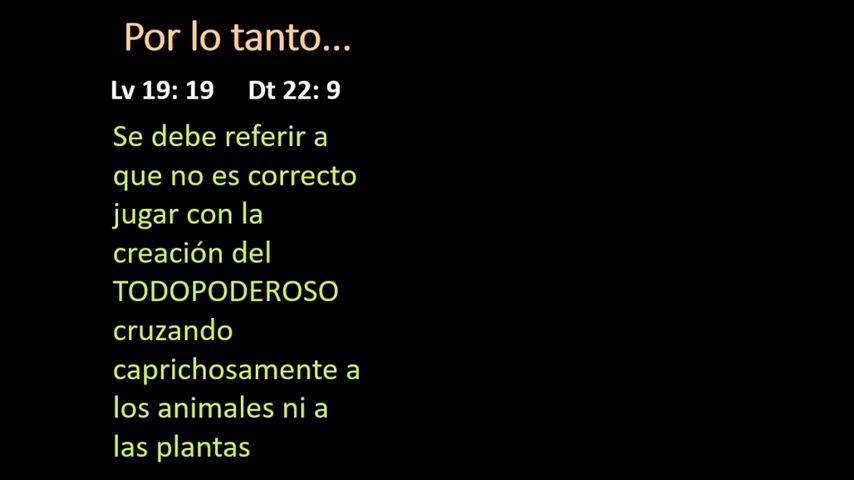 Por lo tanto...
Lv 19: 19 Dt 22: 9
Se debe referir a
que no es correcto
jugar con la
creación del
TODOPODEROSO
cruzando
caprichosamente a
los animales ni a
las plantas